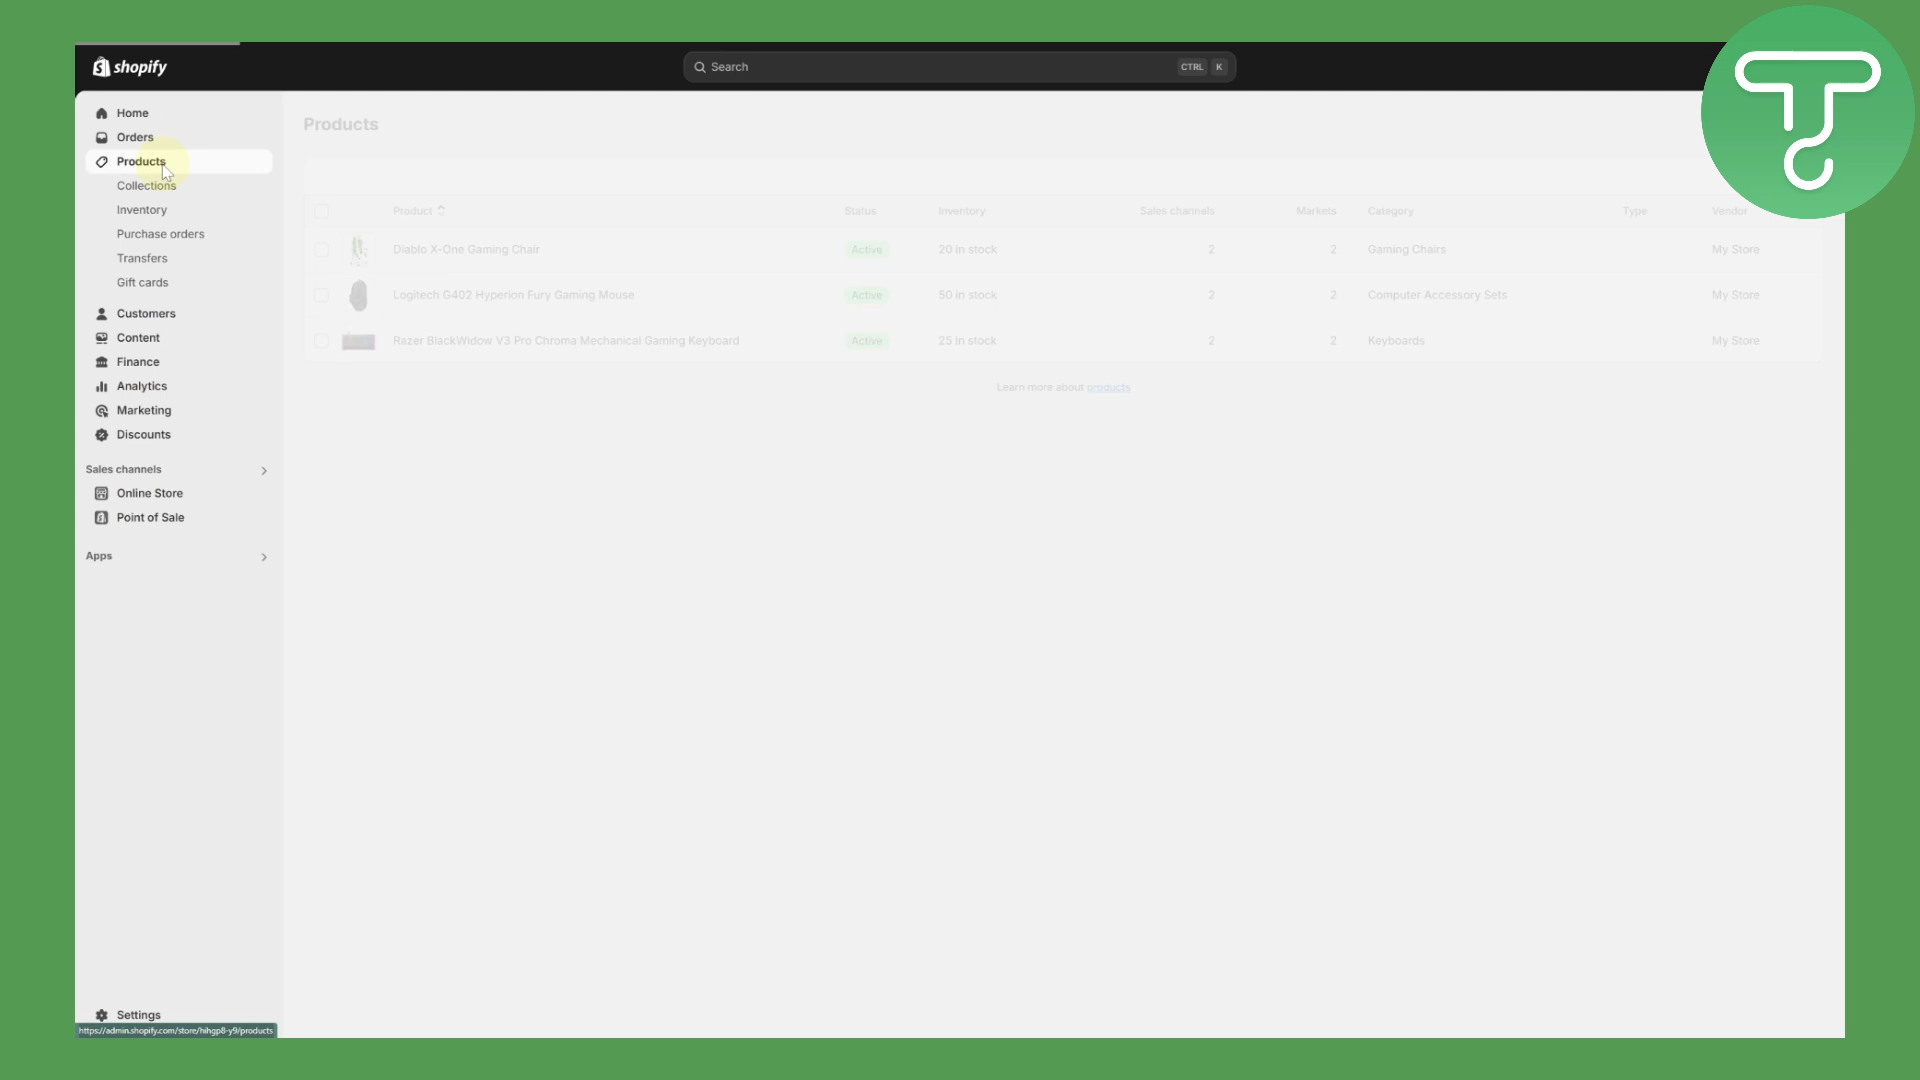 shopify
Search CTRL K
Home
Orders
Products
Collections
Inventory
Purchase orders
Transfers
Gift cards
Customers
Content
Finance
Analytics
Marketing
Discounts
Sales channels
Online Store
Point of Sale
Apps
Settings
https://admin.shopify.com/store/hihgp8-y9/products
Products
Product Status Inventory Sales channels Markets Category Type Vendor
Diablo X-One Gaming Chair Active 20 in stock 2 2 Gaming Chairs My Store
Logitech G402 Hyperion Fury Gaming Mouse Active 50 in stock 2 2 Computer Accessory Sets My Store
Razer BlackWidow V3 Pro Chroma Mechanical Gaming Keyboard Active 25 in stock 2 2 Keyboards My Store
Learn more about products